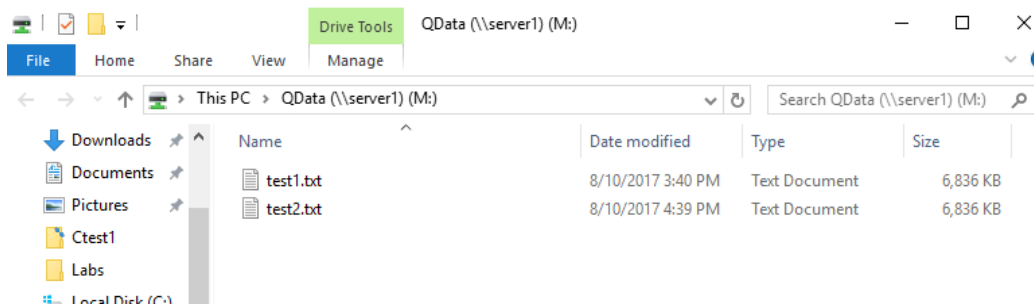 Drive Tools QData (\\server1) (M:)
File Home Share View Manage
This PC > QData (\\server1) (M:) Search QData (\\server1) (M:)
Downloads Name Date modified Type Size
Documents test1.txt 8/10/2017 3:40 PM Text Document 6,836 KB
Pictures test2.txt 8/10/2017 4:39 PM Text Document 6,836 KB
Ctest1
Labs
Local Disk (C:)